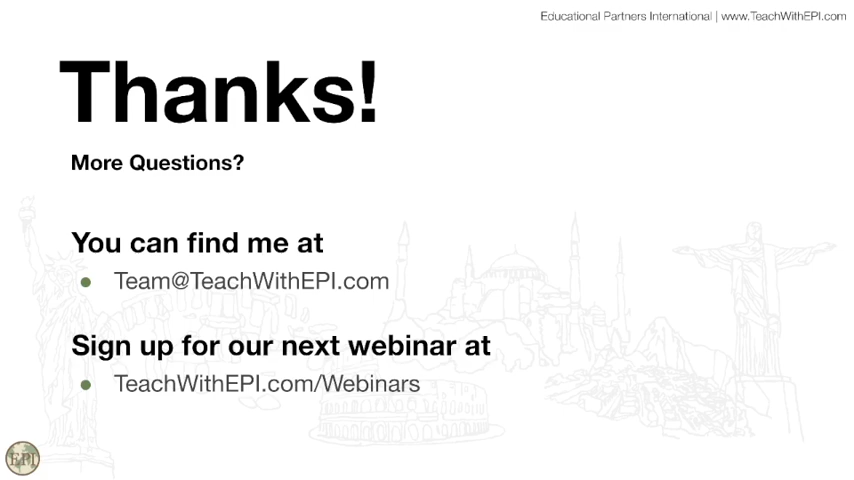 Educational Partners International | www.TeachWithEPI.com
Thanks!
More Questions?
You can find me at
● Team@TeachWithEPI.com
Sign up for our next webinar at
● TeachWithEPI.com/Webinars
EPI